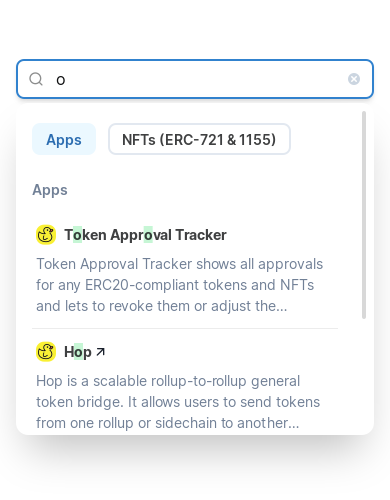 o
Apps
NFTs (ERC-721 & 1155)
Apps
Token Approval Tracker
Token Approval Tracker shows all approvals
for any ERC20-compliant tokens and NFTs
and lets to revoke them or adjust the...
Hop ↗
Hop is a scalable rollup-to-rollup general
token bridge. It allows users to send tokens
from one rollup or sidechain to another...